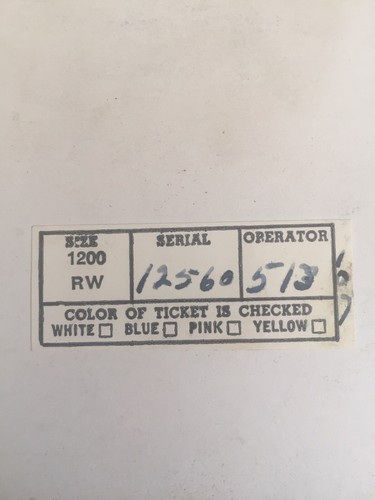 SIZE SERIAL OPERATOR
1200
RW 12560 513
COLOR OF TICKET IS CHECKED
WHITE BLUE PINK YELLOW